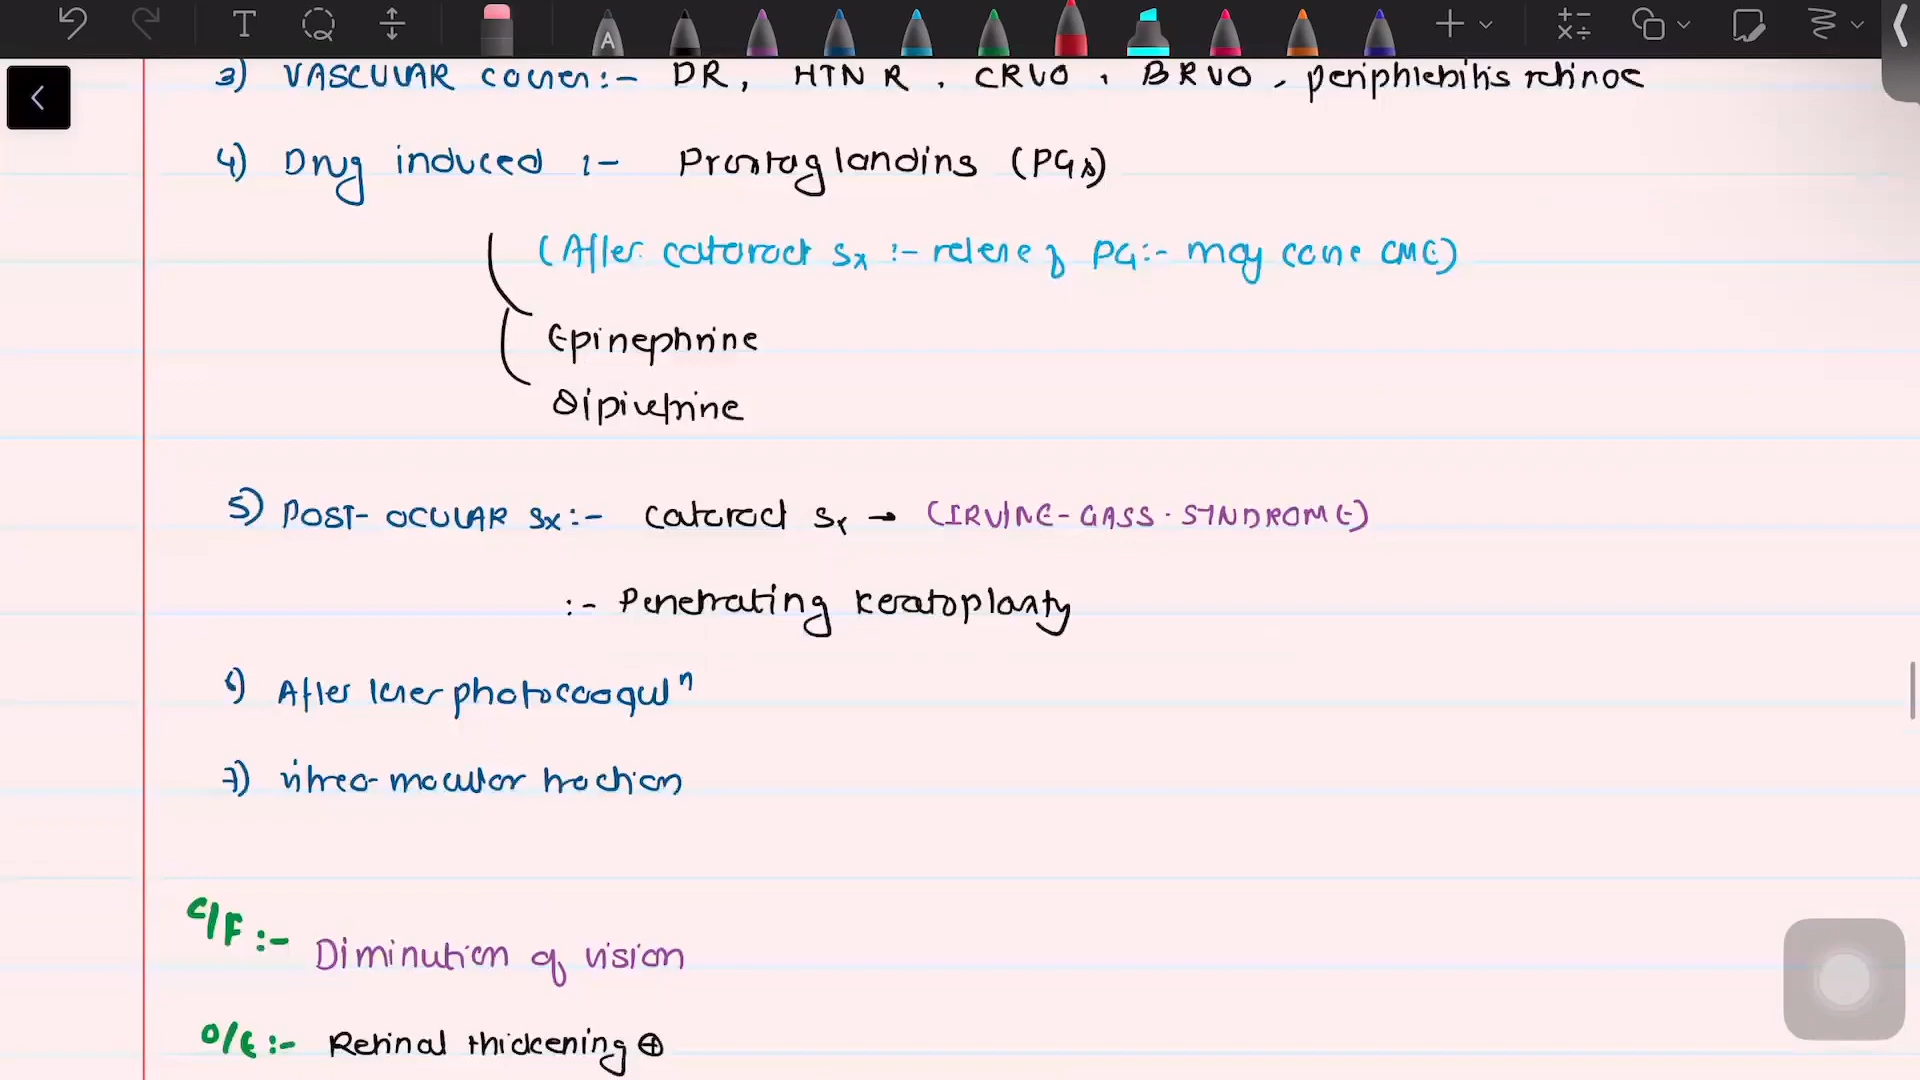 3) VASCULAR causes:- DR, HTN R, CRVO, BRVO, periphlebitis retinae
4) Drug induced :- Prostaglandins (PGs)
(After cataract sx :- release of PG:- may cause CME)
Epinephrine
Dipivefrine
5) POST-OCULAR Sx:- cataract sx → (IRVINE-GASS.SYNDROME)
:- Penetrating keratoplasty
6) After laser photocoagulⁿ
7) vitreo-macular traction
C/F:- Diminution of vision
O/E:- Retinal thickening ⊕